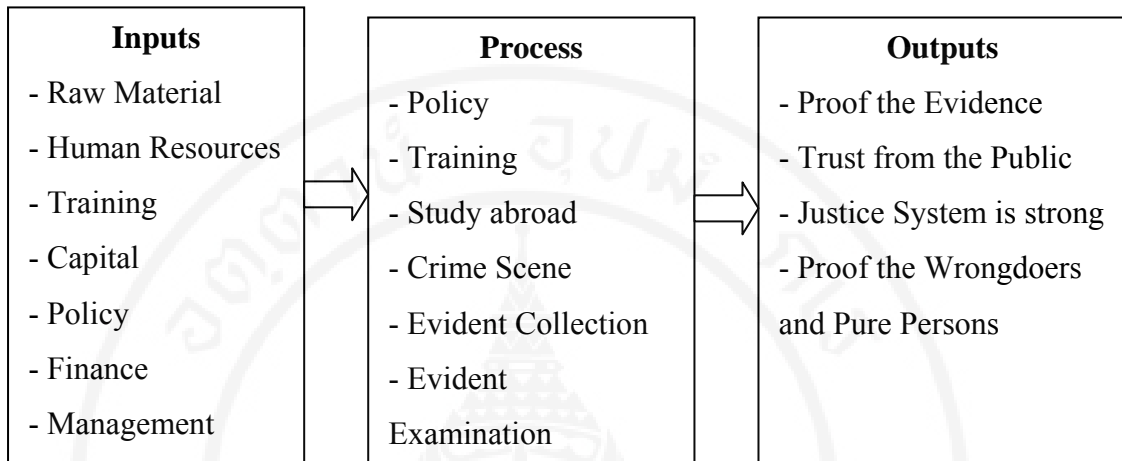 Inputs
- Raw Material
- Human Resources
- Training
- Capital
- Policy
- Finance
- Management
Process
- Policy
- Training
- Study abroad
- Crime Scene
- Evident Collection
- Evident
Examination
Outputs
- Proof the Evidence
- Trust from the Public
- Justice System is strong
- Proof the Wrongdoers
and Pure Persons